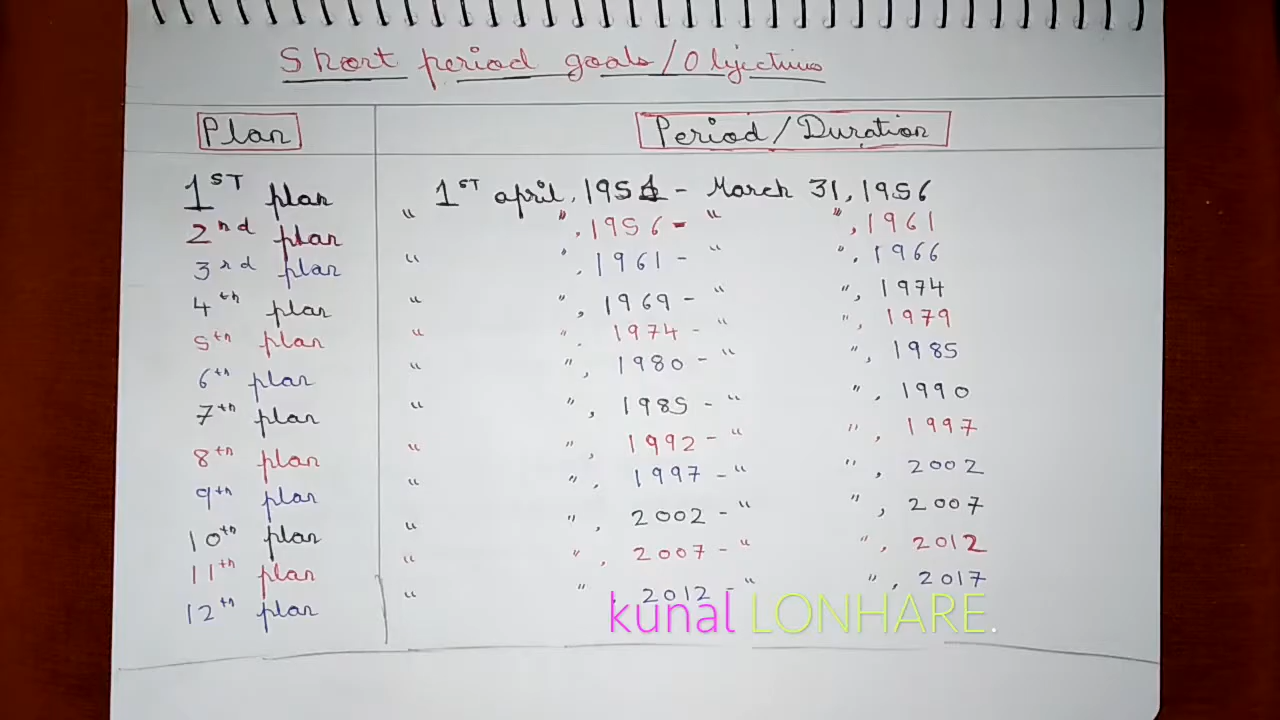 Short period goals/Objectives
Plan Period/Duration
1ST plan 1ST april, 1951 - March 31, 1956
2nd plan " ", 1956 - " ", 1961
3rd plan " ", 1961 - " ", 1966
4th plan " ", 1969 - " ", 1974
5th plan " ", 1974 - " ", 1979
6th plan " ", 1980 - " ", 1985
7th plan " ", 1985 - " ", 1990
8th plan " ", 1992 - " ", 1997
9th plan " ", 1997 - " ", 2002
10th plan " ", 2002 - " ", 2007
11th plan " ", 2007 - " ", 2012
12th plan " ", 2012 - " ", 2017
kunal LONHARE.